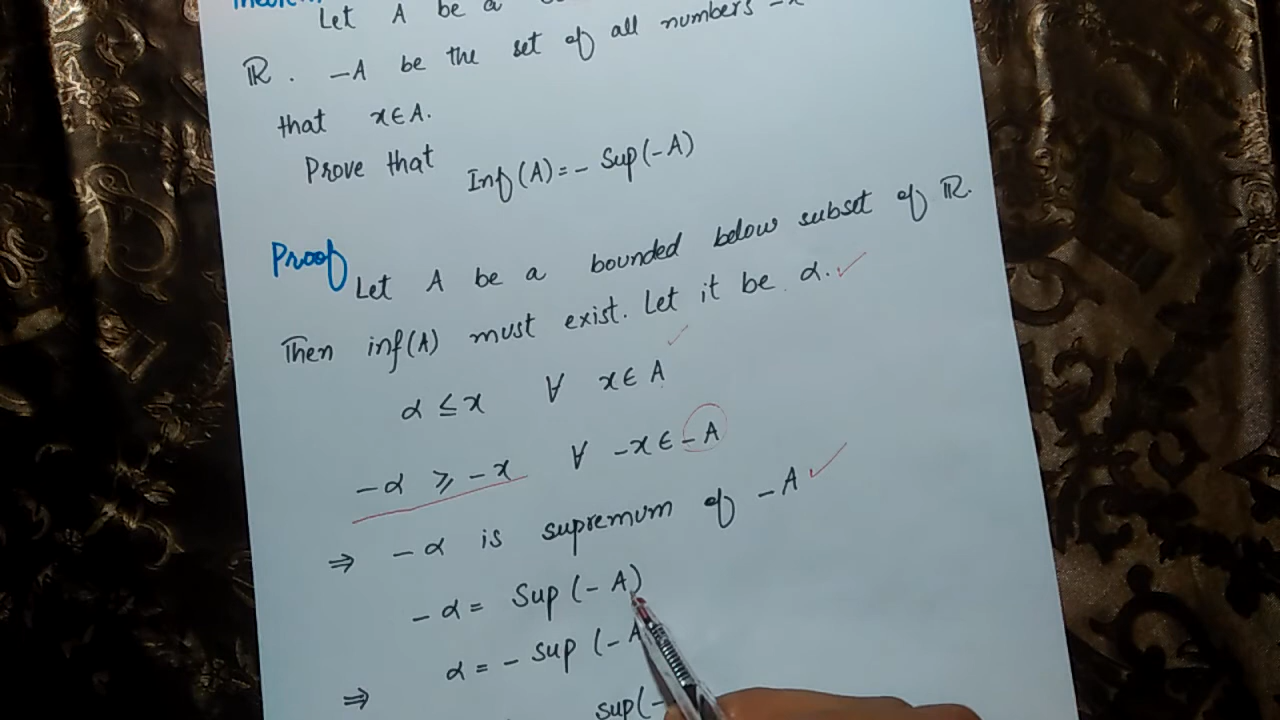 Let A be a
R. -A be the set of all numbers -x
that x∈A.
Prove that Inf(A) = - Sup(-A)
Proof
Let A be a bounded below subset of R.
Then inf(A) must exist. Let it be α.
α ≤ x ∀ x∈A
-α ≥ -x ∀ -x∈-A
⇒ -α is supremum of -A
-α = Sup(-A)
⇒ α = - sup(-A
sup(-